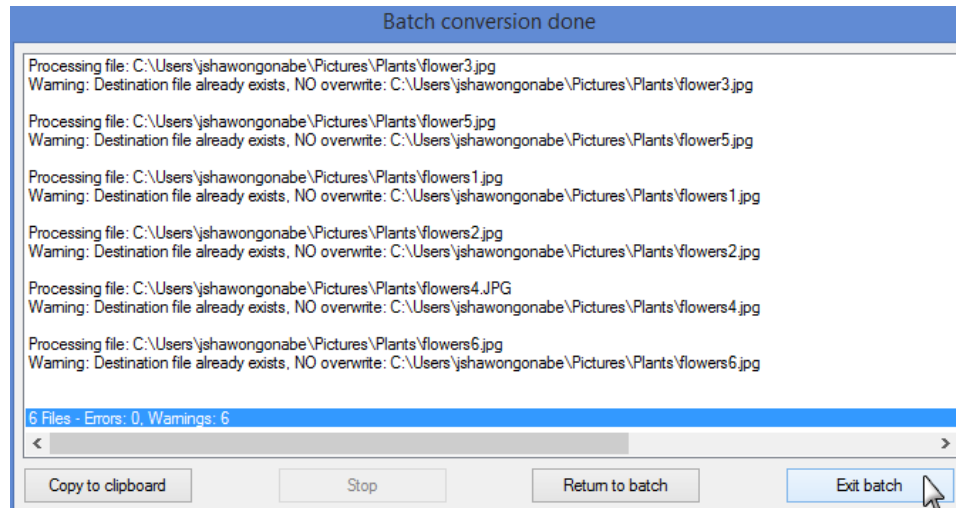 Batch conversion done
Processing file: C:\Users\jshawongonabe\Pictures\Plants\flower3.jpg
Warning: Destination file already exists, NO overwrite: C:\Users\jshawongonabe\Pictures\Plants\flower3.jpg
Processing file: C:\Users\jshawongonabe\Pictures\Plants\flower5.jpg
Warning: Destination file already exists, NO overwrite: C:\Users\jshawongonabe\Pictures\Plants\flower5.jpg
Processing file: C:\Users\jshawongonabe\Pictures\Plants\flowers1.jpg
Warning: Destination file already exists, NO overwrite: C:\Users\jshawongonabe\Pictures\Plants\flowers1.jpg
Processing file: C:\Users\jshawongonabe\Pictures\Plants\flowers2.jpg
Warning: Destination file already exists, NO overwrite: C:\Users\jshawongonabe\Pictures\Plants\flowers2.jpg
Processing file: C:\Users\jshawongonabe\Pictures\Plants\flowers4.JPG
Warning: Destination file already exists, NO overwrite: C:\Users\jshawongonabe\Pictures\Plants\flowers4.jpg
Processing file: C:\Users\jshawongonabe\Pictures\Plants\flowers6.jpg
Warning: Destination file already exists, NO overwrite: C:\Users\jshawongonabe\Pictures\Plants\flowers6.jpg
6 Files - Errors: 0, Warnings: 6
Copy to clipboard Stop Return to batch Exit batch